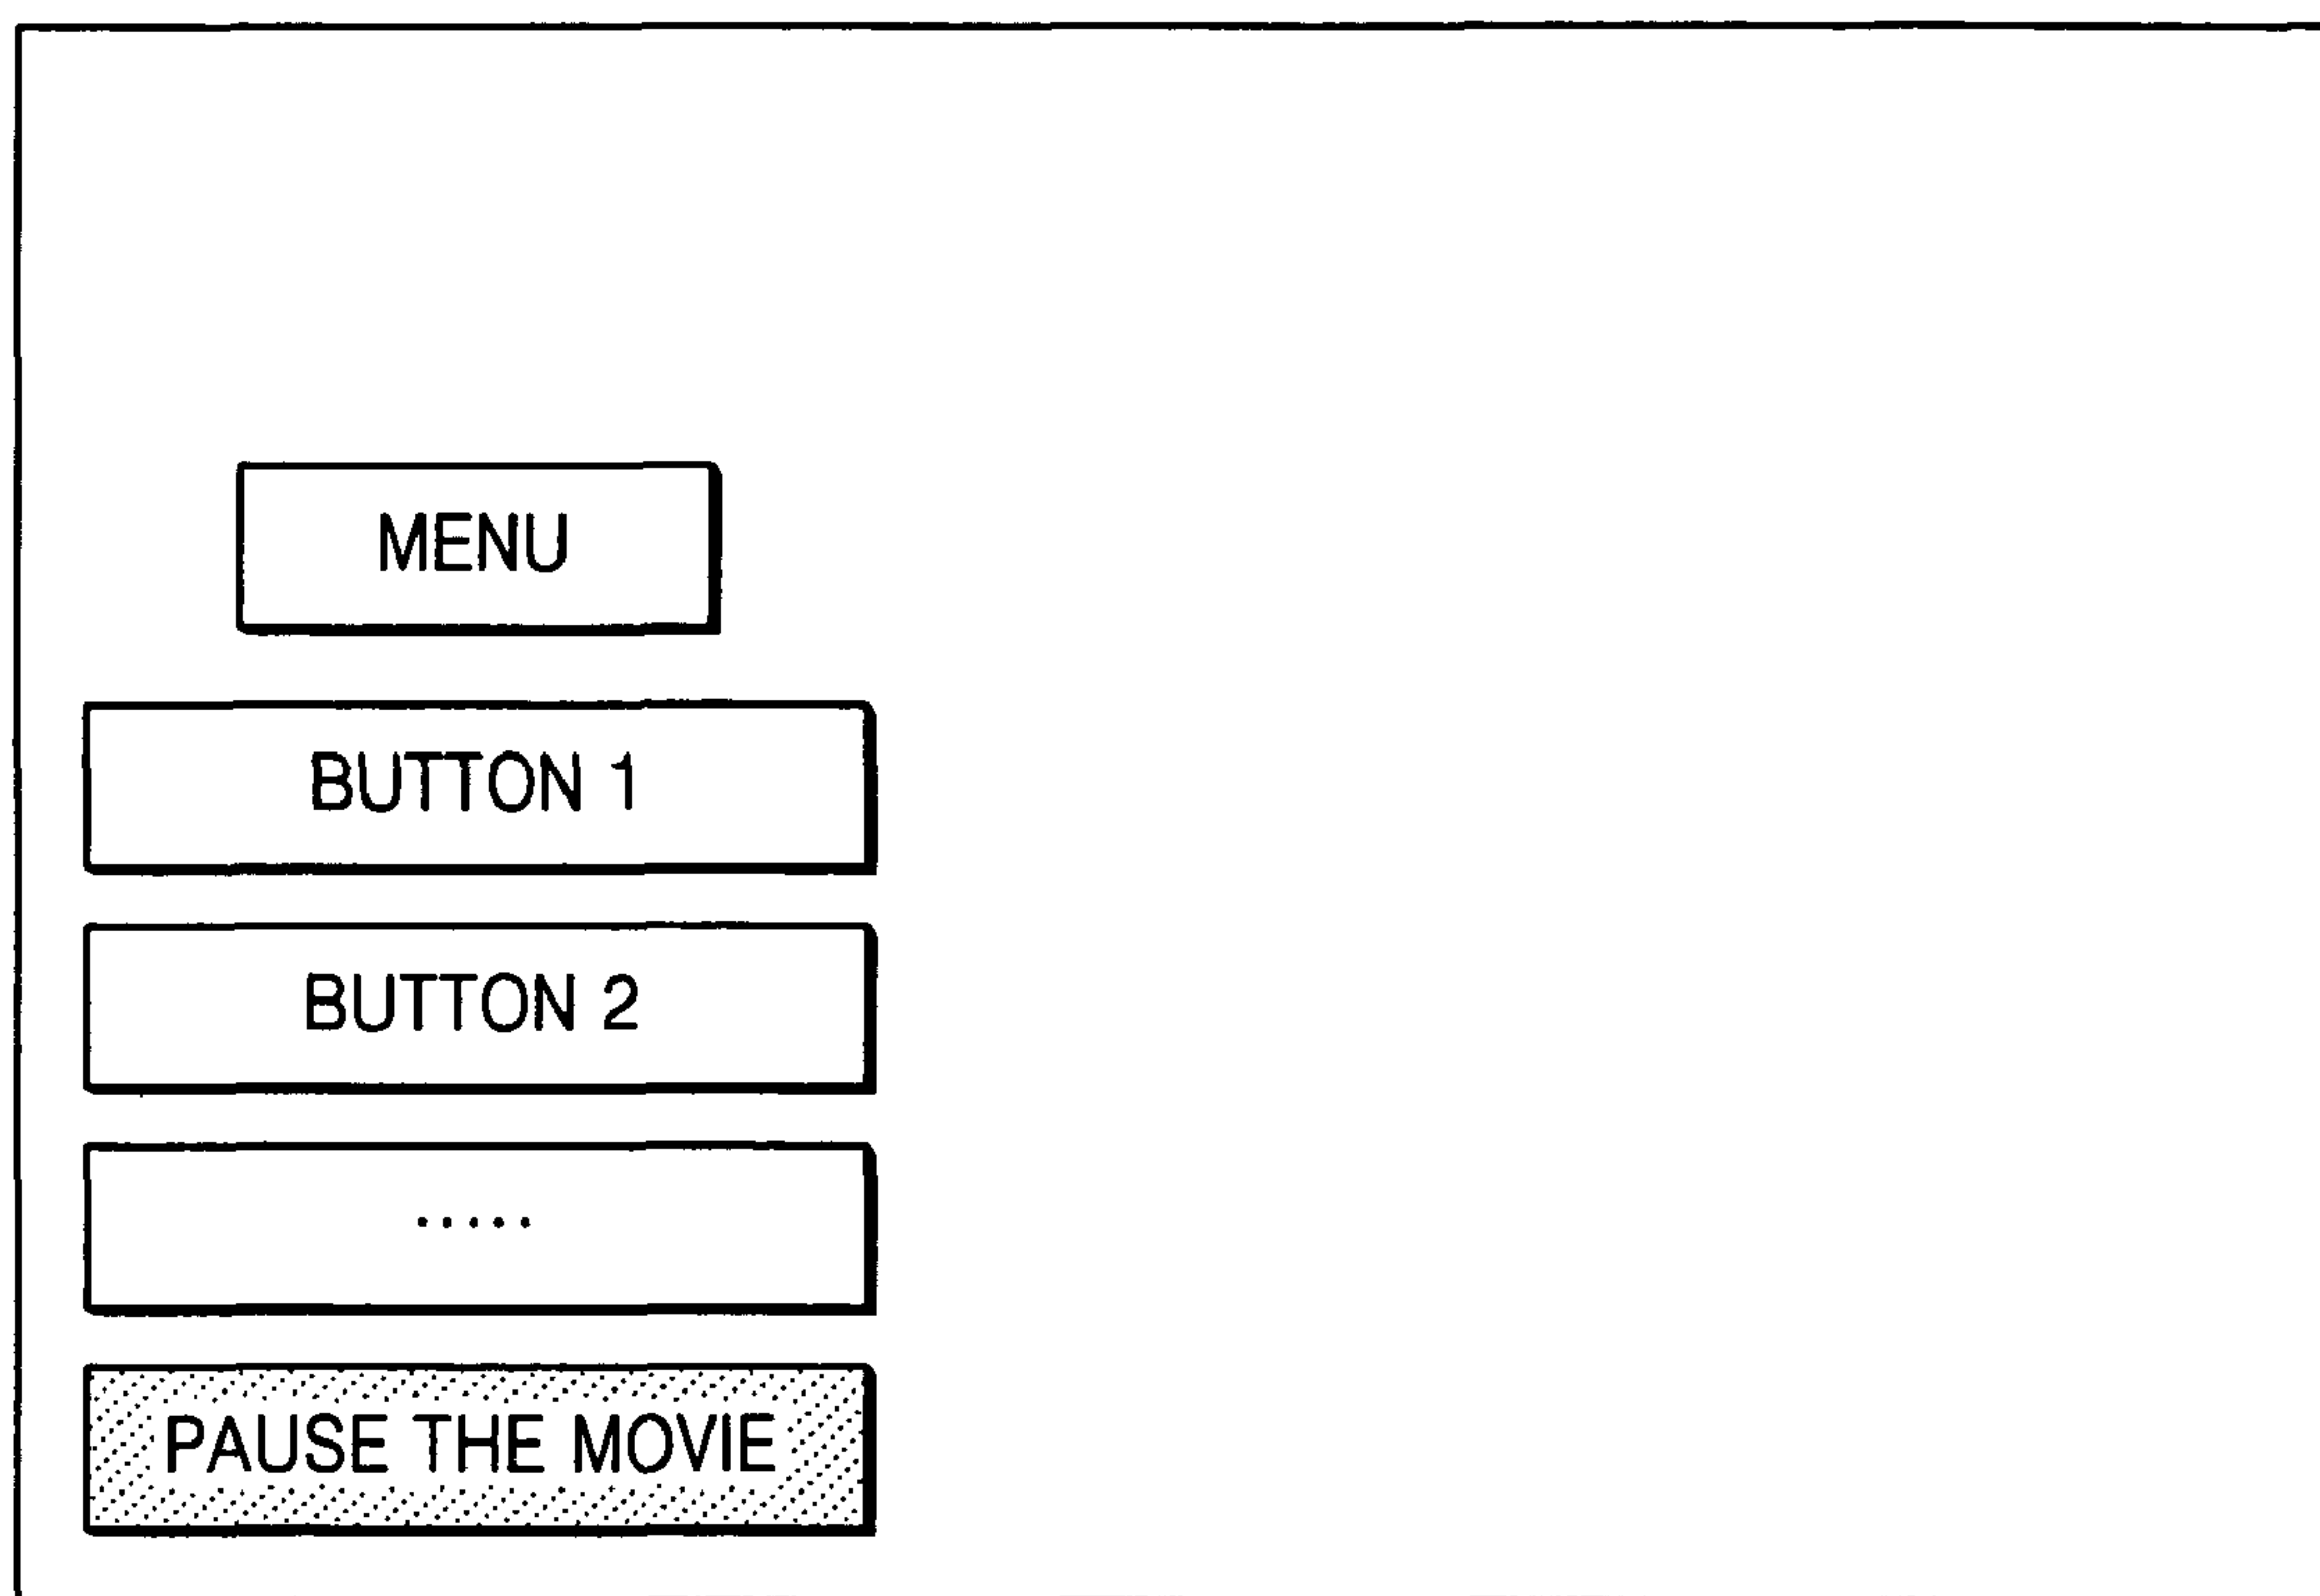 MENU
BUTTON 1
BUTTON 2
.....
PAUSE THE MOVIE